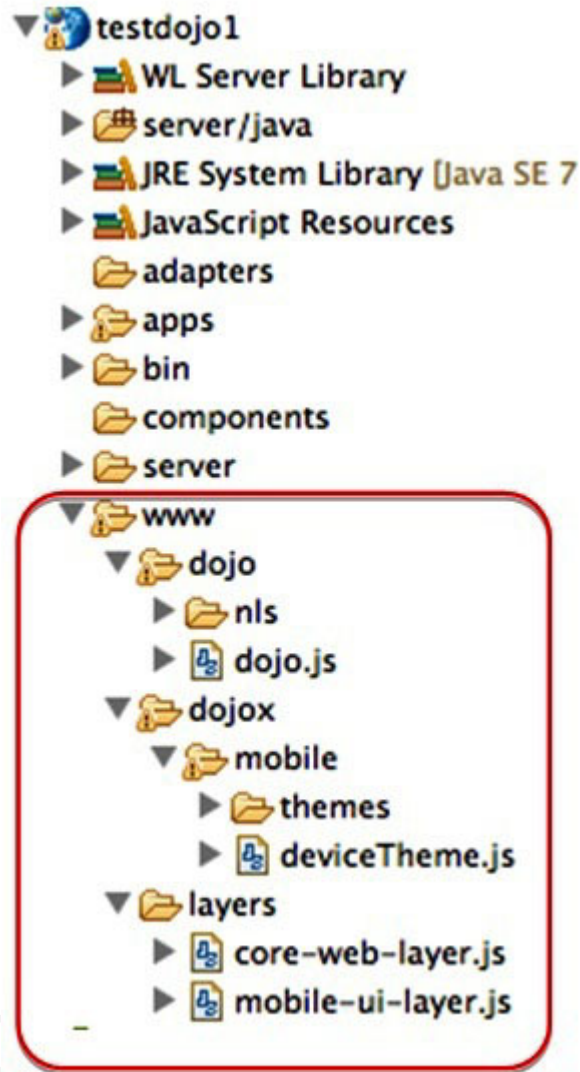 testdojo1
WL Server Library
server/java
JRE System Library [Java SE 7
JavaScript Resources
adapters
apps
bin
components
server
www
dojo
nls
dojo.js
dojox
mobile
themes
deviceTheme.js
layers
core-web-layer.js
mobile-ui-layer.js